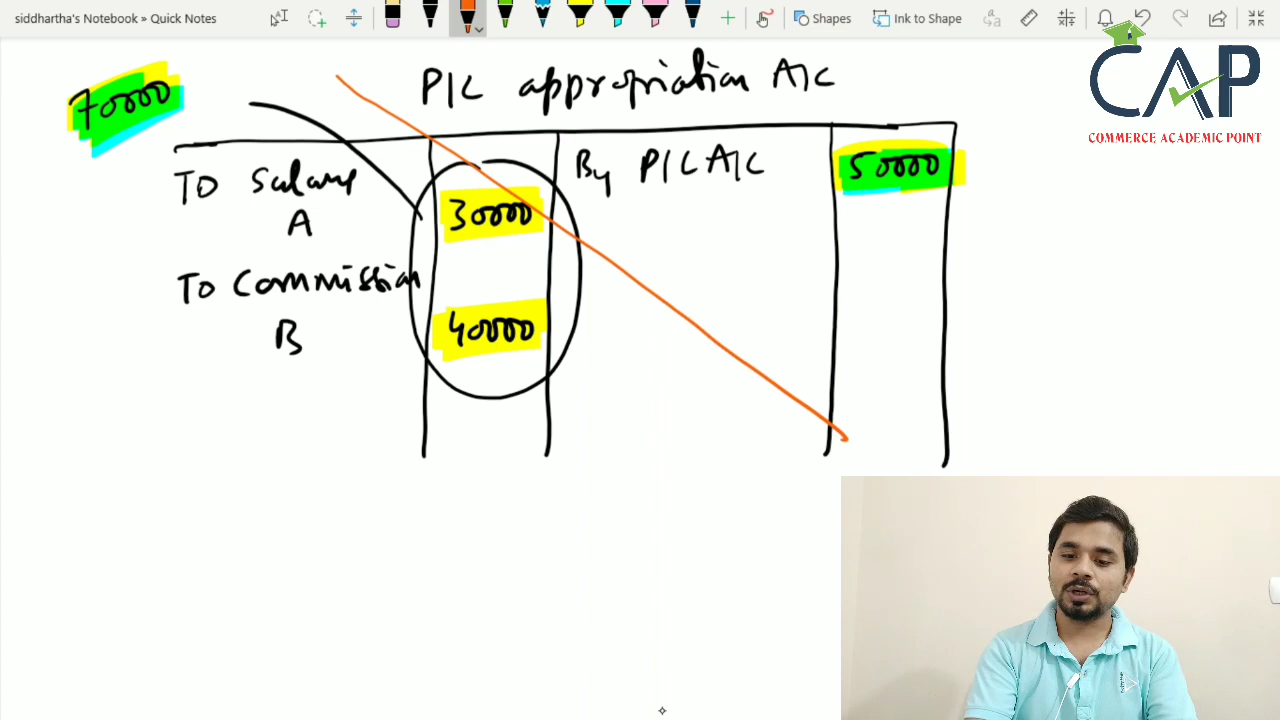 siddhartha's Notebook » Quick Notes
Shapes
Ink to Shape
CAP
COMMERCE ACADEMIC POINT
70000
P/L appropriation A/C
To Salary
A
30000
By P/L A/C
50000
To Commission
B
40000